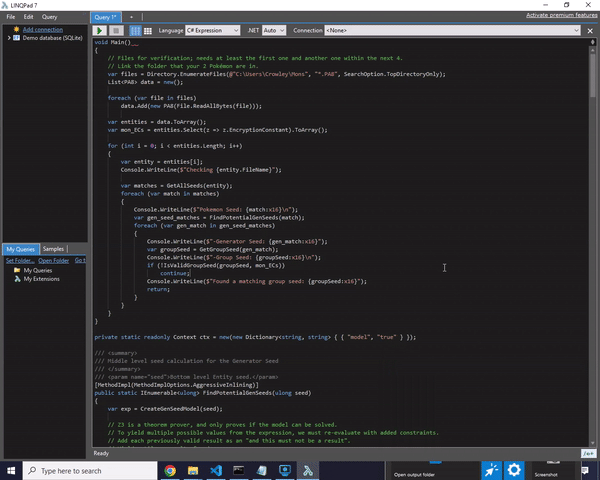 LINQPad 7
File Edit Query
Activate premium features
Add connection
Demo database (SQLite)
Query 1*
+
Language C# Expression .NET Auto Connection <None>
void Main()
{
// Files for verification; needs at least the first one and another one within the next 4.
// Link the folder that your 2 Pokémon are in.
var files = Directory.EnumerateFiles(@"C:\Users\Crowley\Mons", "*.PA8", SearchOption.TopDirectoryOnly);
List<PA8> data = new();
foreach (var file in files)
data.Add(new PA8(File.ReadAllBytes(file)));
var entities = data.ToArray();
var mon_ECs = entities.Select(z => z.EncryptionConstant).ToArray();
for (int i = 0; i < entities.Length; i++)
{
var entity = entities[i];
Console.WriteLine($"Checking {entity.FileName}");
var matches = GetAllSeeds(entity);
foreach (var match in matches)
{
Console.WriteLine($"Pokemon Seed: {match:x16}\n");
var gen_seed_matches = FindPotentialGenSeeds(match);
foreach (var gen_match in gen_seed_matches)
{
Console.WriteLine($"-Generator Seed: {gen_match:x16}");
var groupSeed = GetGroupSeed(gen_match);
Console.WriteLine($"-Group Seed: {groupSeed:x16}\n");
if (!IsValidGroupSeed(groupSeed, mon_ECs))
continue;
Console.WriteLine($"Found a matching group seed: {groupSeed:x16}");
return;
}
}
}
}
private static readonly Context ctx = new(new Dictionary<string, string> { { "model", "true" } });
/// <summary>
/// Middle level seed calculation for the Generator Seed
/// </summary>
/// <param name="seed">Bottom level Entity seed.</param>
[MethodImpl(MethodImplOptions.AggressiveInlining)]
public static IEnumerable<ulong> FindPotentialGenSeeds(ulong seed)
{
var exp = CreateGenSeedModel(seed);
// Z3 is a theorem prover, and only proves if the model can be solved.
// To yield multiple possible values from the expression, we must re-evaluate with added constraints.
// Add each previously valid result as an "and this must not be a result".
My Queries Samples
Set Folder... Open Folder Go t
My Queries
My Extensions
Ready
Type here to search
Open output folder
Screenshot